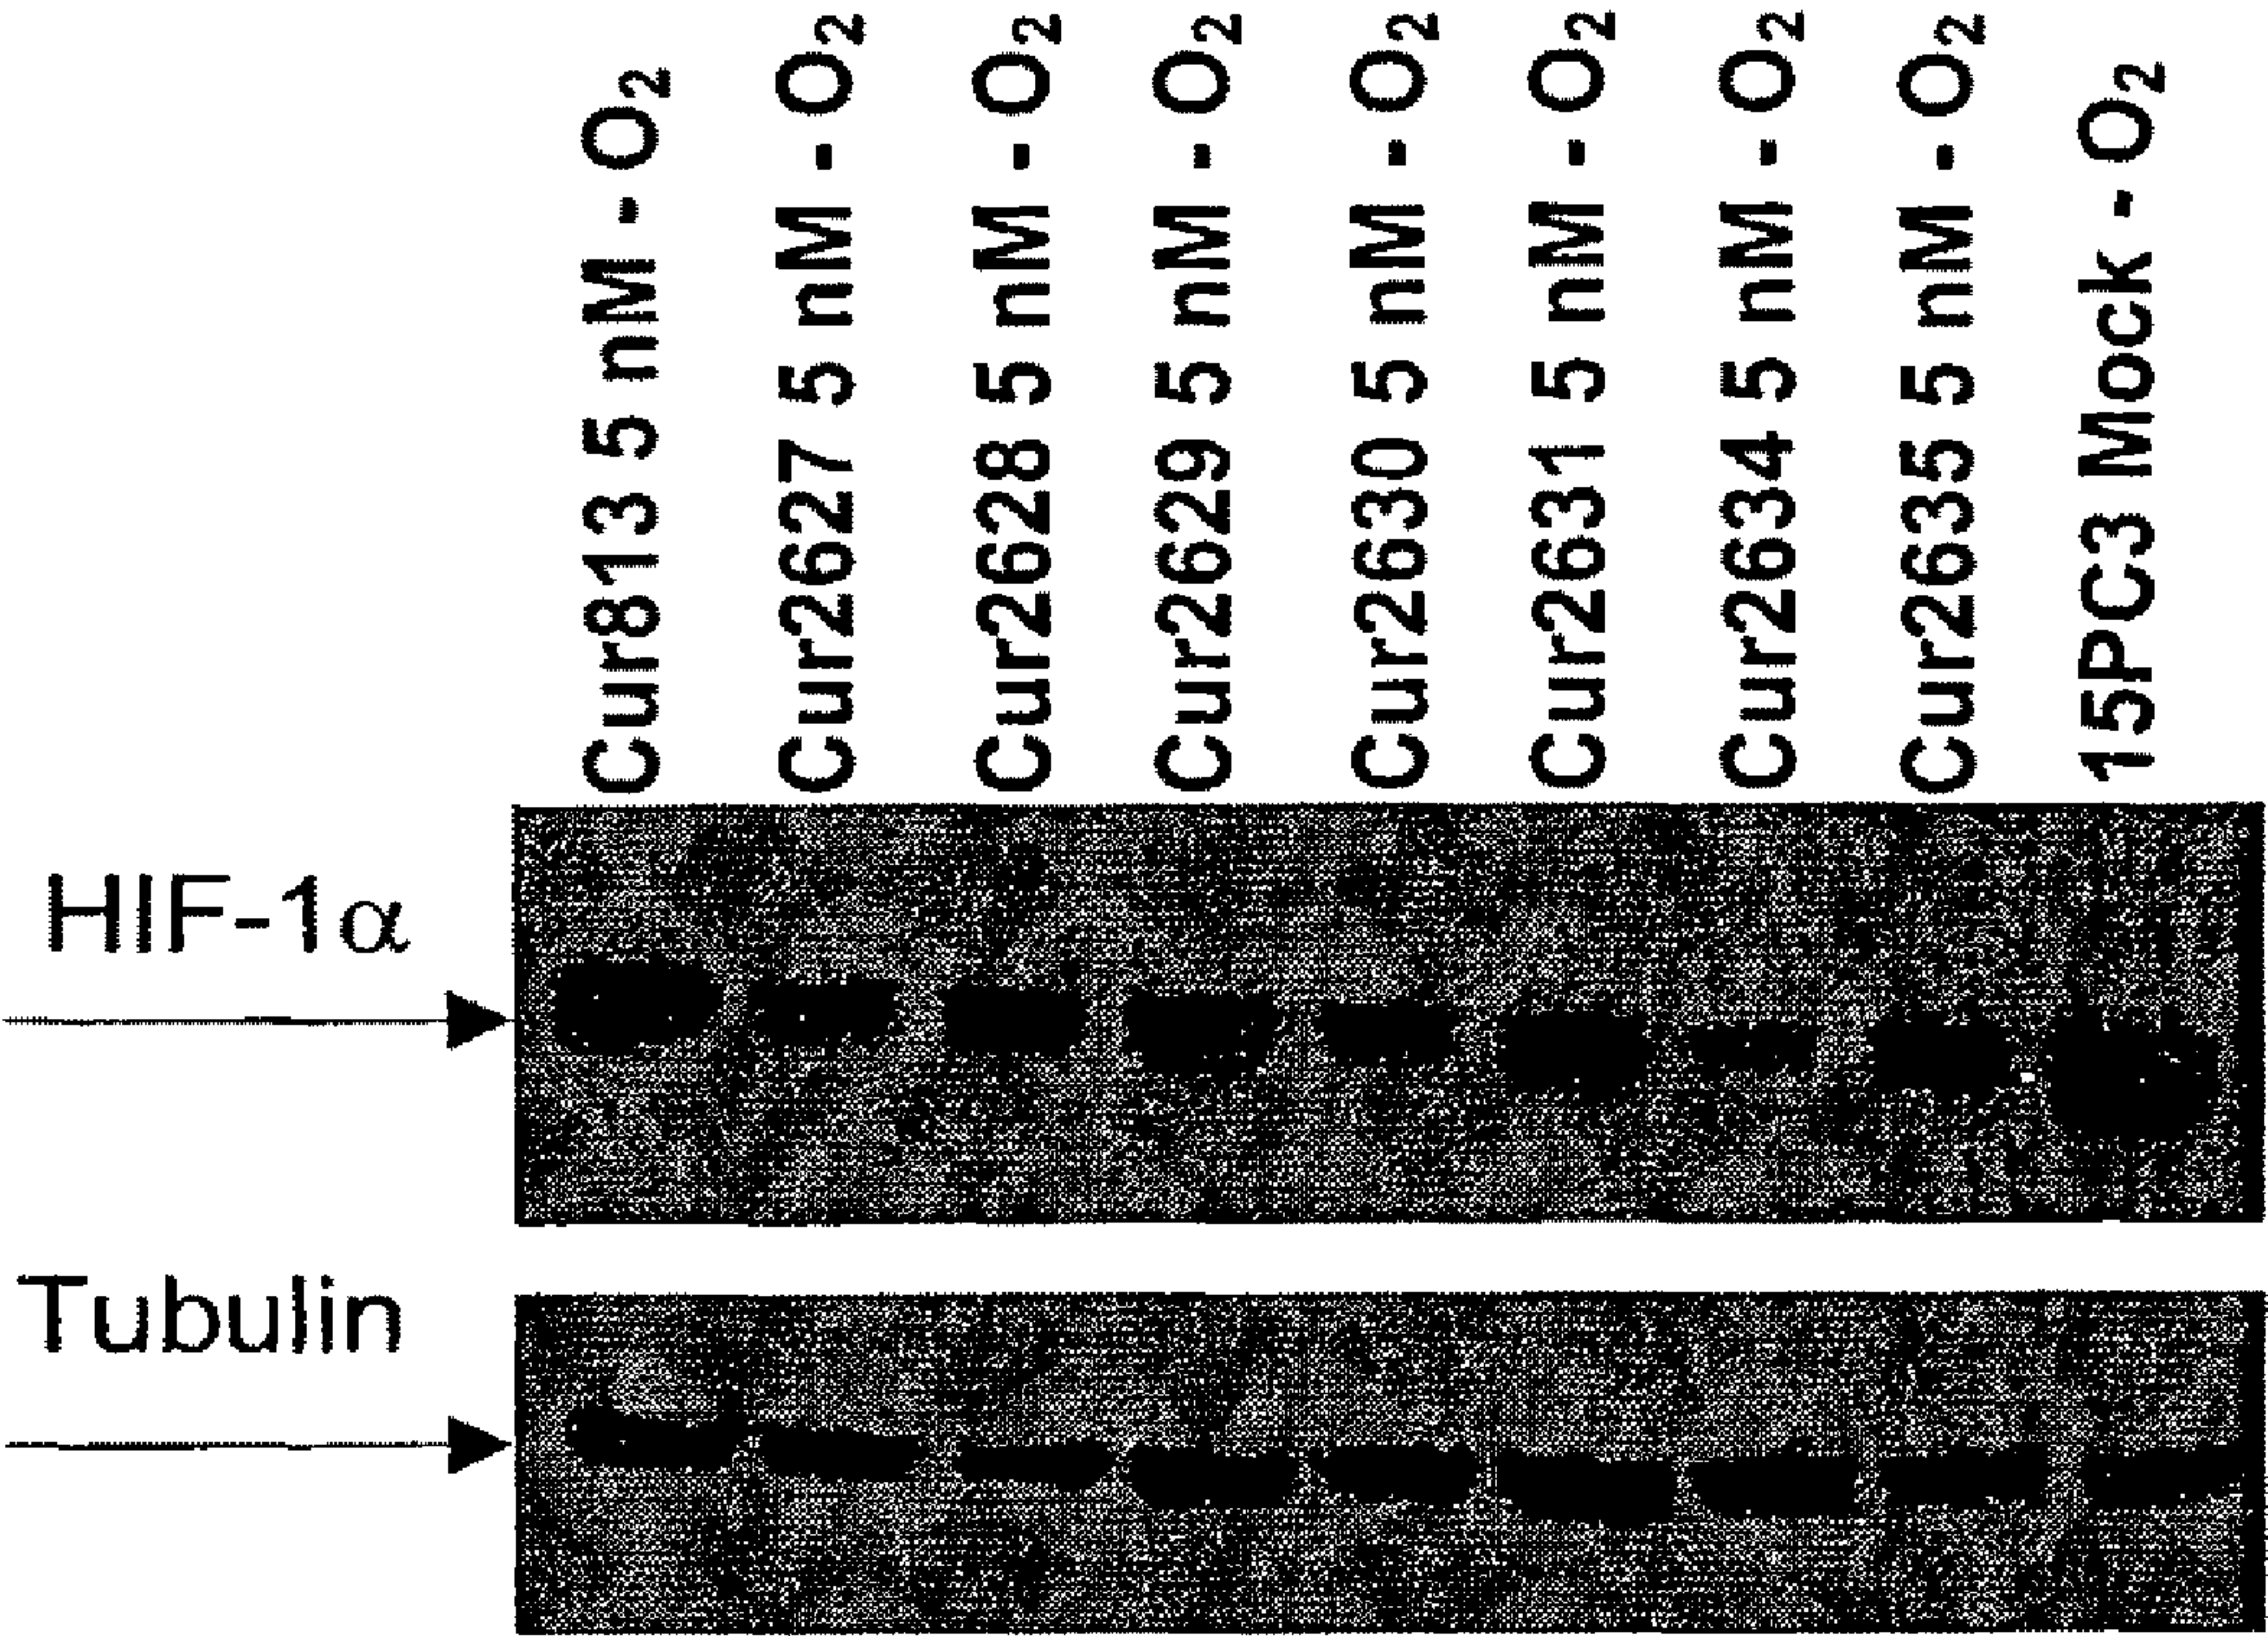 Cur813 5 nM - O₂
Cur2627 5 nM - O₂
Cur2628 5 nM - O₂
Cur2629 5 nM - O₂
Cur2630 5 nM - O₂
Cur2631 5 nM - O₂
Cur2634 5 nM - O₂
Cur2635 5 nM - O₂
15PC3 Mock - O₂
HIF-1α
Tubulin